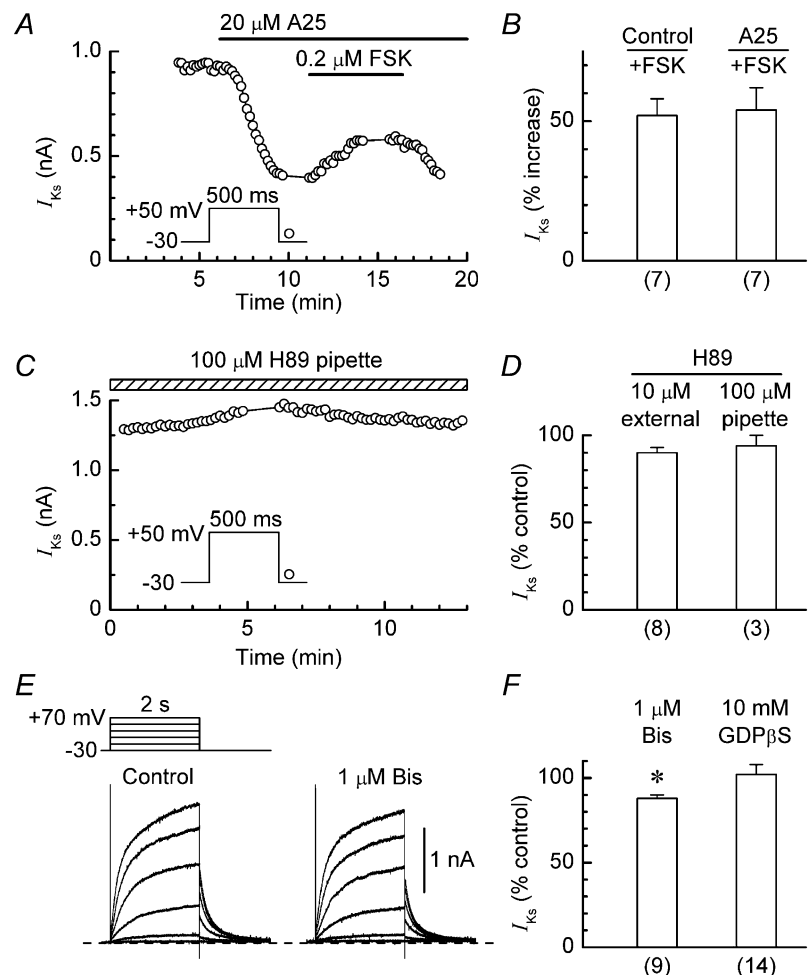 A
20 μM A25
0.2 μM FSK
1.0
0.5
0
I_Ks (nA)
500 ms
+50 mV
-30
0 5 10 15 20
Time (min)
B
Control A25
+FSK +FSK
50
0
I_Ks (% increase)
(7) (7)
C
100 μM H89 pipette
1.5
1.0
0.5
0
I_Ks (nA)
500 ms
+50 mV
-30
0 5 10
Time (min)
D
H89
10 μM 100 μM
external pipette
100
50
0
I_Ks (% control)
(8) (3)
E
2 s
+70 mV
-30
Control 1 μM Bis
1 nA
F
1 μM 10 mM
Bis GDPβS
*
100
50
0
I_Ks (% control)
(9) (14)